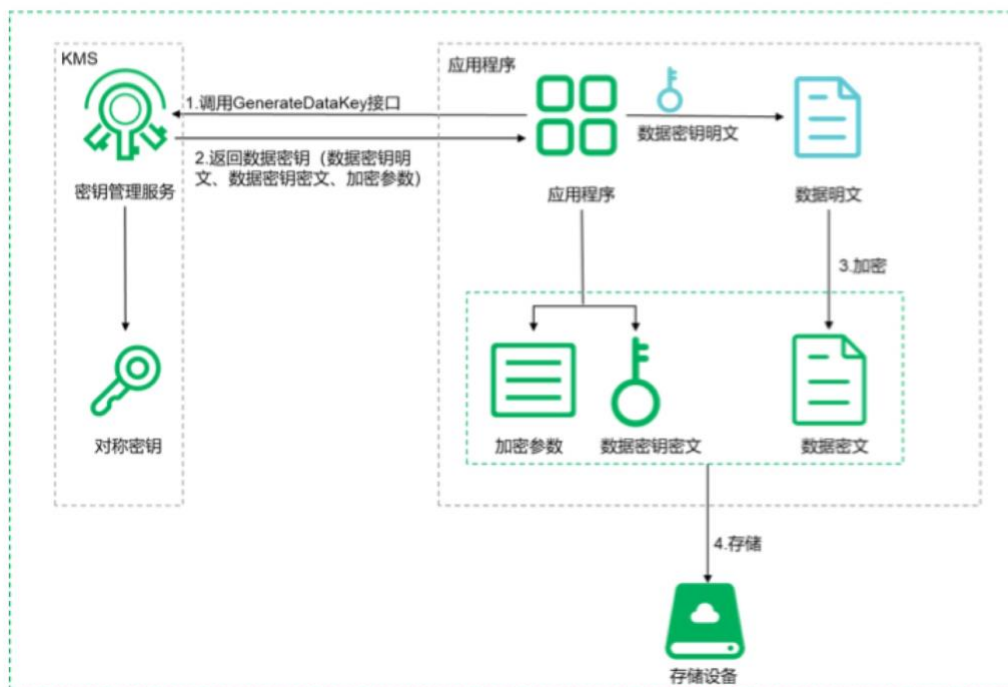 KMS
应用程序
1.调用GenerateDataKey接口
数据密钥明文
2.返回数据密钥（数据密钥明
文、数据密钥密文、加密参数）
密钥管理服务
应用程序
数据明文
3.加密
对称密钥
加密参数
数据密钥密文
数据密文
4.存储
存储设备